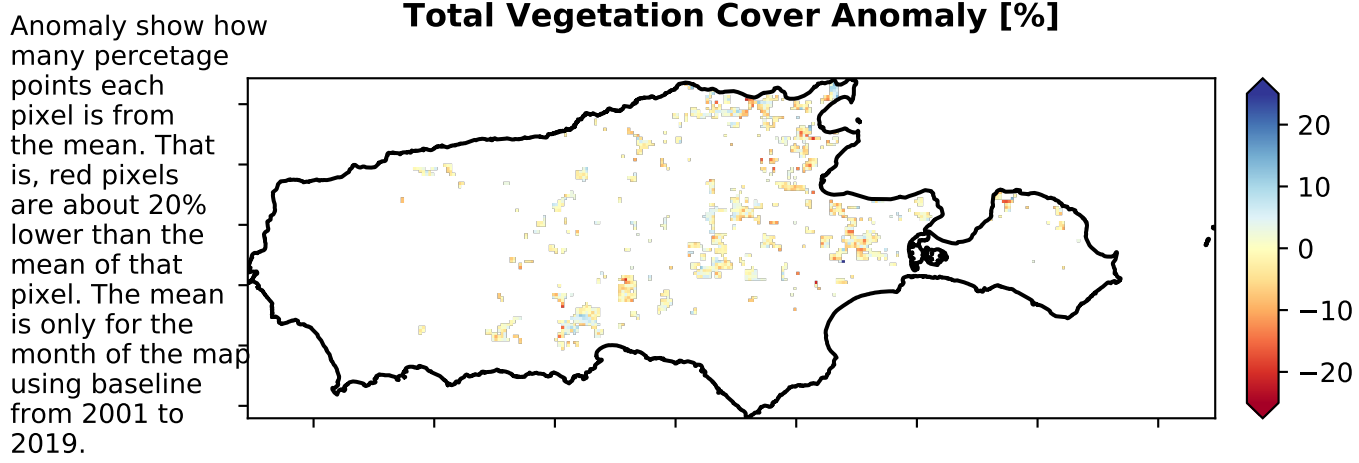 Total Vegetation Cover Anomaly [%]
Anomaly show how
many percetage
points each
pixel is from
the mean. That
is, red pixels
are about 20%
lower than the
mean of that
pixel. The mean
is only for the
month of the map
using baseline
from 2001 to
2019.
20
10
0
−10
−20